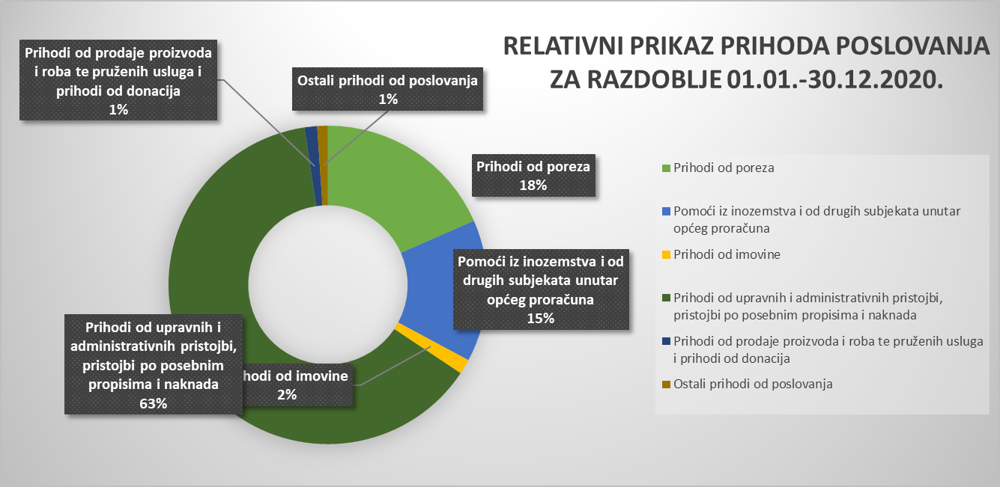 RELATIVNI PRIKAZ PRIHODA POSLOVANJA
ZA RAZDOBLJE 01.01.-30.12.2020.
Prihodi od prodaje proizvoda
i roba te pruženih usluga i
prihodi od donacija
1%
Ostali prihodi od poslovanja
1%
Prihodi od poreza
18%
Pomoći iz inozemstva i od
drugih subjekata unutar
općeg proračuna
15%
Prihodi od upravnih i
administrativnih pristojbi,
pristojbi po posebnim
propisima i naknada
63%
hodi od imovine
2%
Prihodi od poreza
Pomoći iz inozemstva i od drugih subjekata unutar
općeg proračuna
Prihodi od imovine
Prihodi od upravnih i administrativnih pristojbi,
pristojbi po posebnim propisima i naknada
Prihodi od prodaje proizvoda i roba te pruženih usluga
i prihodi od donacija
Ostali prihodi od poslovanja